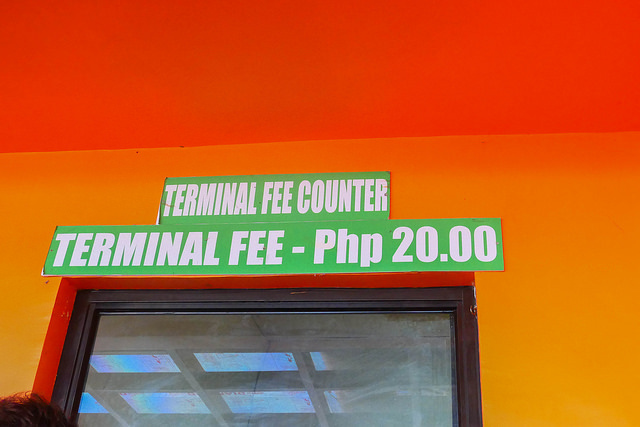 TERMINAL FEE COUNTER
TERMINAL FEE - Php 20.00